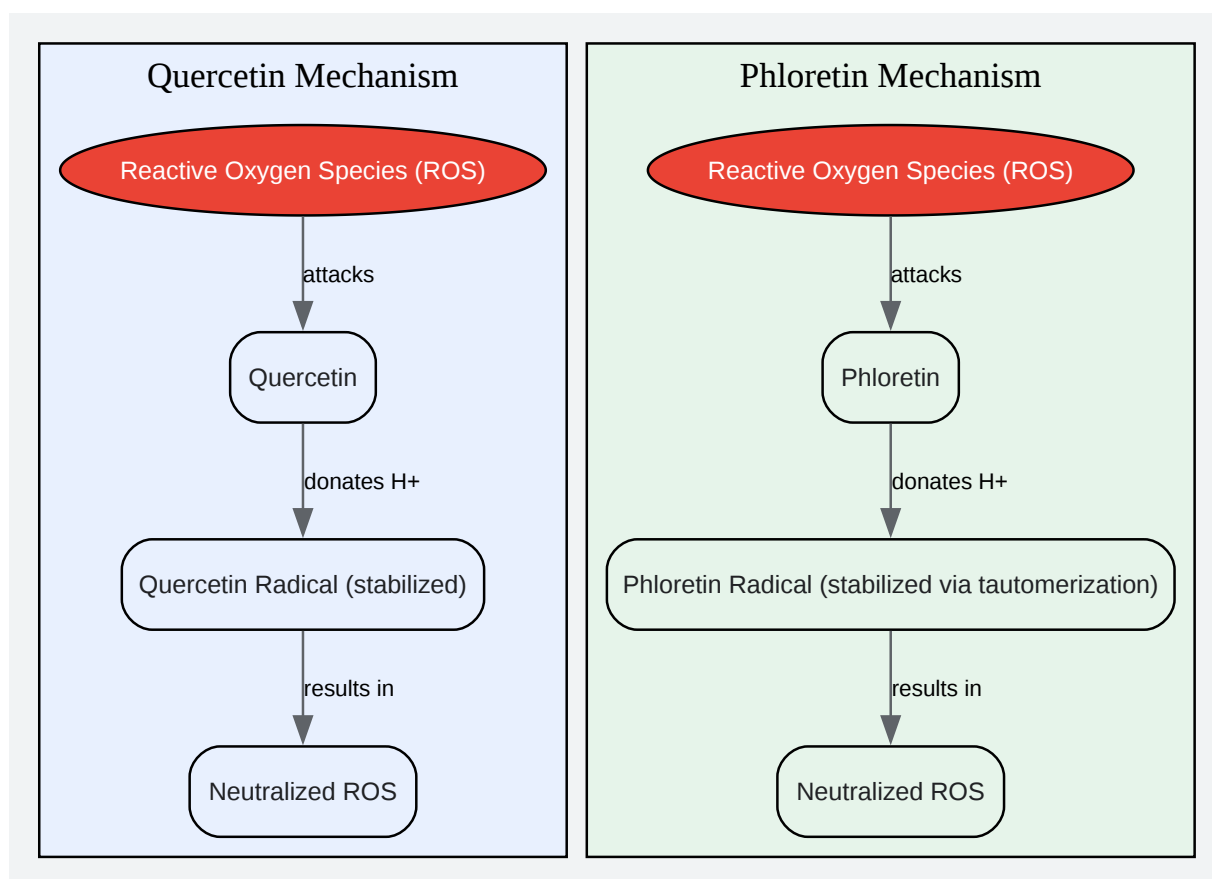 Quercetin Mechanism
Reactive Oxygen Species (ROS)
attacks
Quercetin
donates H+
Quercetin Radical (stabilized)
results in
Neutralized ROS
Phloretin Mechanism
Reactive Oxygen Species (ROS)
attacks
Phloretin
donates H+
Phloretin Radical (stabilized via tautomerization)
results in
Neutralized ROS